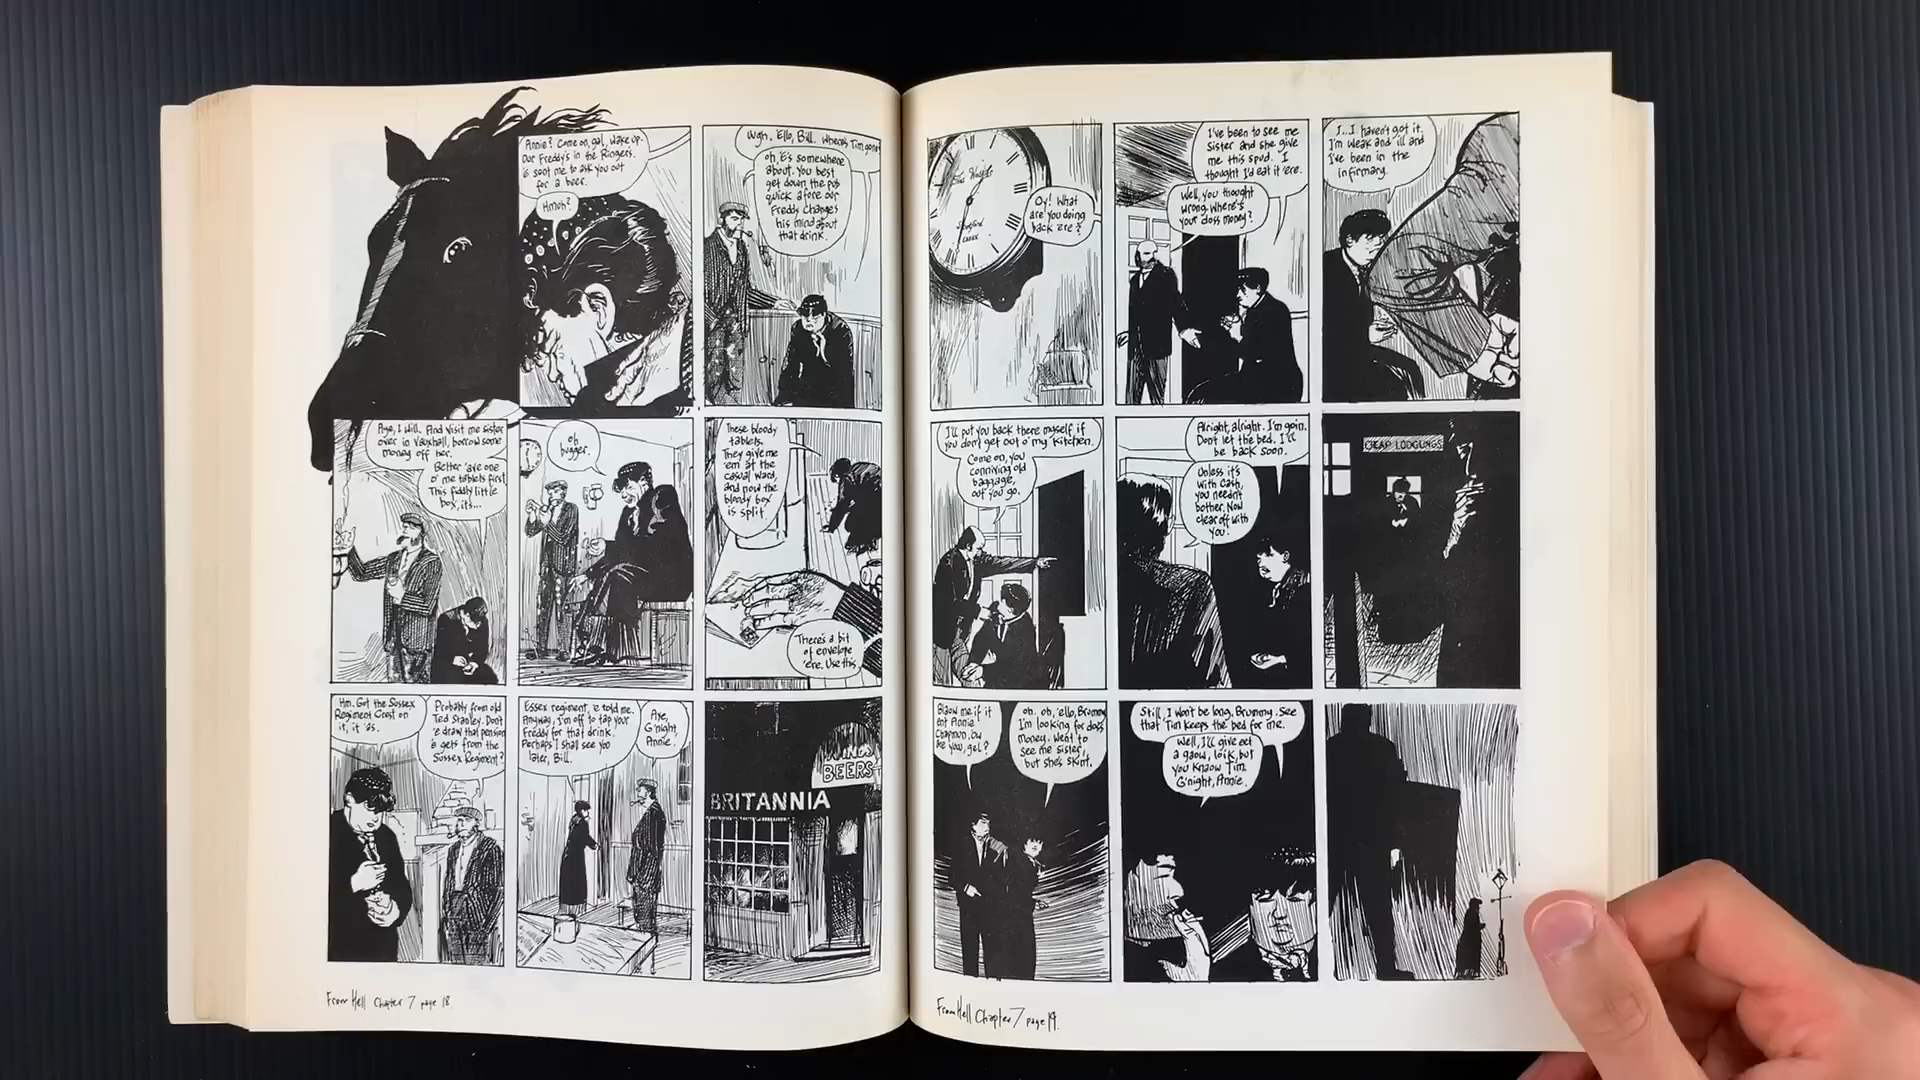 Annie? Come on, gal, wake up.
Our Freddy's in the Ringers.
'e sent me to ask you out
for a beer.
Hmoh?
Wgh. 'Ello, Bill. Where's Tim gone?
Oh, 'E's somewhere
about. You best
get down the pub
quick afore our
Freddy changes
his mind about
that drink.
Aye, I will. And visit me sister
over in Vauxhall, borrow some
money off her.
Better 'ave one
o' me tablets first.
This fiddly little
box, it's...
oh
bugger.
These bloody
tablets.
They give me
'em at the
casual ward,
and now the
bloody box
is split.
There's a bit
of envelope
'ere. Use this.
Hm. Got the Sussex
Regiment Crest on
it, it 'as.
Probably from old
Ted Stanley. Don't
'e draw that pension
'e gets from the
Sussex Regiment?
Essex regiment, 'e told me.
Anyway, I'm off to tap your
Freddy for that drink.
Perhaps I shall see you
later, Bill.
Aye,
G'night,
Annie.
BEERS
BRITANNIA
From Hell Chapter 7 page 18
Oy! What
are you doing
back 'ere?
I've been to see me
sister and she give
me this spud. I
thought I'd eat it 'ere.
Well, you thought
wrong. Where's
your doss money?
I... I haven't got it.
I'm weak and ill and
I've been in the
infirmary.
I'll put you back there myself if
you don't get out o' my kitchen.
Come on, you
conniving old
baggage,
out you go.
Alright, alright. I'm goin.
Don't let the bed. I'll
be back soon.
Unless it's
with cash,
you needn't
bother. Now
clear off with
you.
CHEAP LODGINGS
Blaow me if it
ent Annie
Chapman. 'Ow
be yaw, gel?
oh. oh, 'ello, Brummy.
I'm looking for doss
money. Went to
see me sister,
but she's skint.
Still, I won't be long, Brummy. See
that Tim keeps the bed for me.
Well, I'll give eet
a gaow, loik, but
you knaow Tim.
G'night, Annie.
From Hell Chapter 7 page 19.